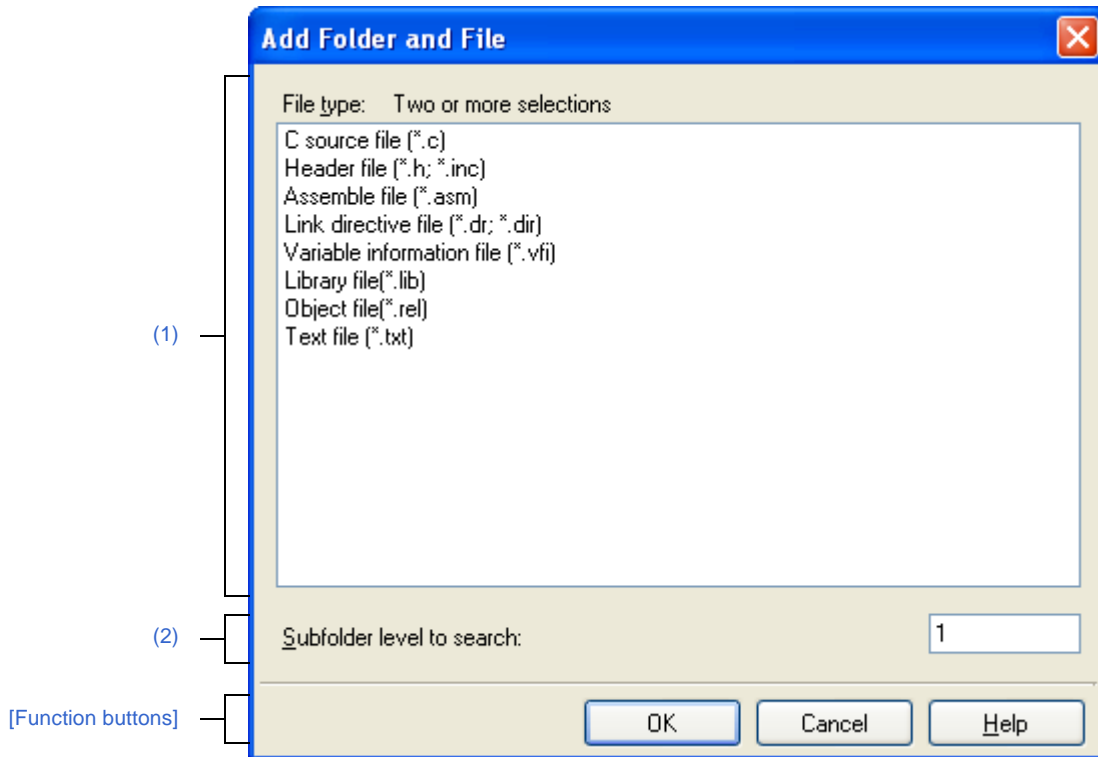 Add Folder and File
File type: Two or more selections
C source file (*.c)
Header file (*.h; *.inc)
Assemble file (*.asm)
Link directive file (*.dr; *.dir)
Variable information file (*.vfi)
Library file(*.lib)
Object file(*.rel)
Text file (*.txt)
(1)
(2)
Subfolder level to search: 1
[Function buttons]
OK Cancel Help